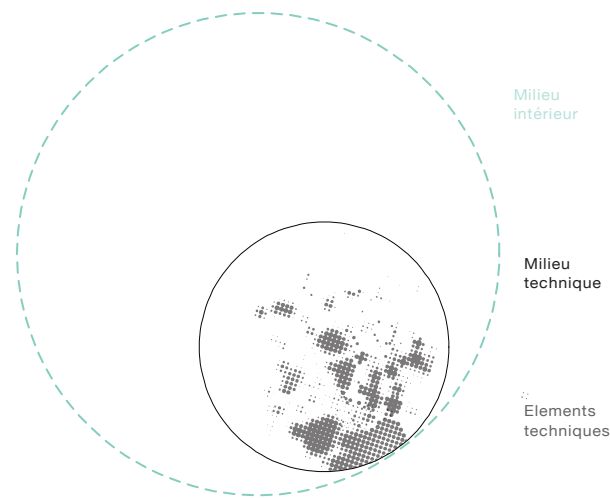 Milieu
intérieur
Milieu
technique
Elements
techniques